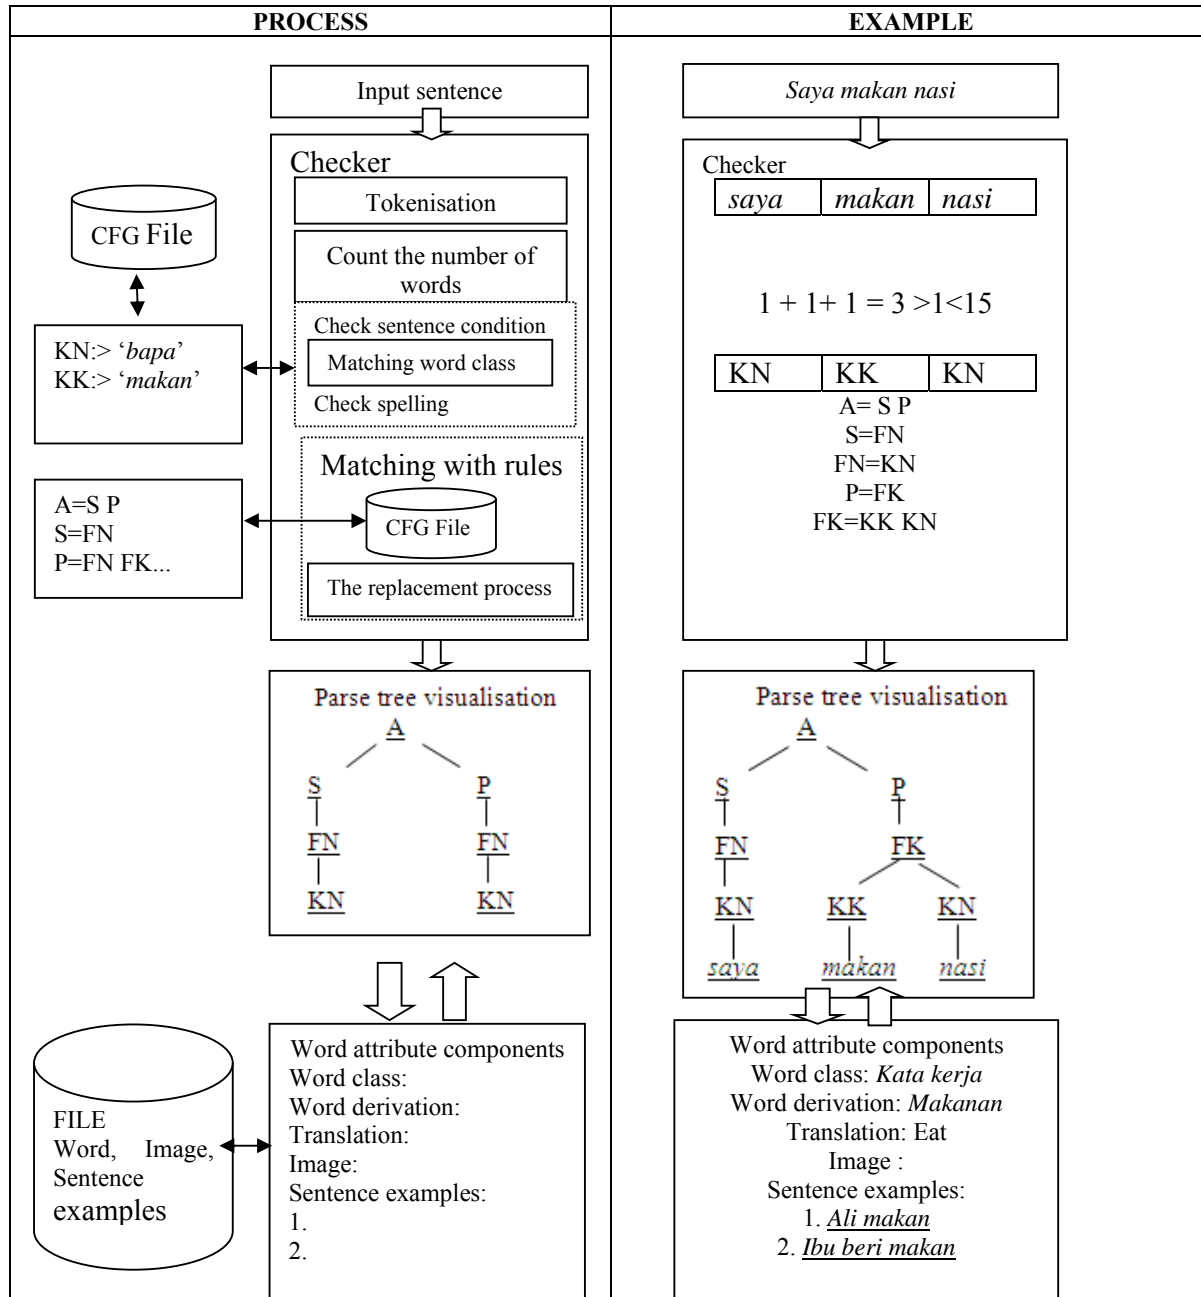 PROCESS
EXAMPLE
Input sentence
Checker
Tokenisation
Count the number of
words
Check sentence condition
Matching word class
Check spelling
Matching with rules
CFG File
The replacement process
CFG File
KN:> ‘bapa’
KK:> ‘makan’
A=S P
S=FN
P=FN FK...
Parse tree visualisation
A
S P
FN FN
KN KN
Word attribute components
Word class:
Word derivation:
Translation:
Image:
Sentence examples:
1.
2.
FILE
Word, Image,
Sentence
examples
Saya makan nasi
Checker
saya makan nasi
1 + 1+ 1 = 3 >1<15
KN KK KN
A= S P
S=FN
FN=KN
P=FK
FK=KK KN
Parse tree visualisation
A
S P
FN FK
KN KK KN
saya makan nasi
Word attribute components
Word class: Kata kerja
Word derivation: Makanan
Translation: Eat
Image :
Sentence examples:
1. Ali makan
2. Ibu beri makan